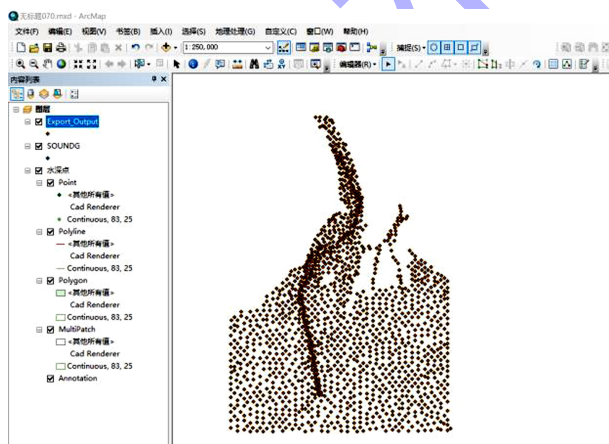 无标题070.mxd - ArcMap
文件(F) 编辑(E) 视图(V) 书签(B) 插入(I) 选择(S) 地理处理(G) 自定义(C) 窗口(W) 帮助(H)
1:250,000 捕捉(S)
编辑器(R)
内容列表
图层
Export_Output
SOUNDG
水深点
Point
<其他所有值>
Cad Renderer
Continuous, 83, 25
Polyline
<其他所有值>
Cad Renderer
Continuous, 83, 25
Polygon
<其他所有值>
Cad Renderer
Continuous, 83, 25
MultiPatch
<其他所有值>
Cad Renderer
Continuous, 83, 25
Annotation